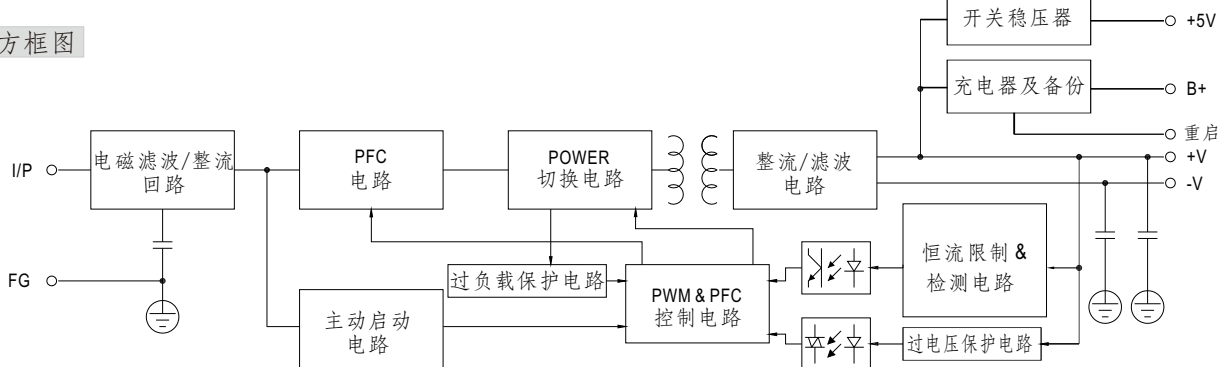 方框图
开关稳压器
+5V
充电器及备份
B+
重启
+V
-V
I/P
电磁滤波/整流
回路
PFC
电路
POWER
切换电路
整流/滤波
电路
FG
过负载保护电路
主动启动
电路
PWM & PFC
控制电路
恒流限制 &
检测电路
过电压保护电路